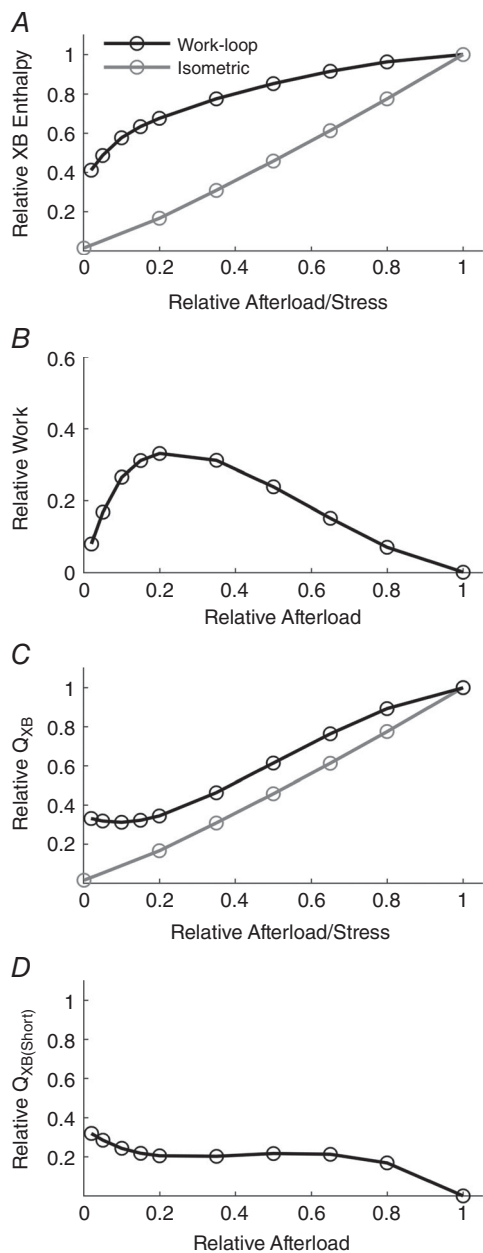 A
Work-loop
Isometric
Relative XB Enthalpy
1
0.8
0.6
0.4
0.2
0 0.2 0.4 0.6 0.8 1
Relative Afterload/Stress
B
Relative Work
0.6
0.4
0.2
0
0 0.2 0.4 0.6 0.8 1
Relative Afterload
C
Relative QXB
1
0.8
0.6
0.4
0.2
0 0.2 0.4 0.6 0.8 1
Relative Afterload/Stress
D
Relative QXB(Short)
1
0.8
0.6
0.4
0.2
0 0.2 0.4 0.6 0.8 1
Relative Afterload